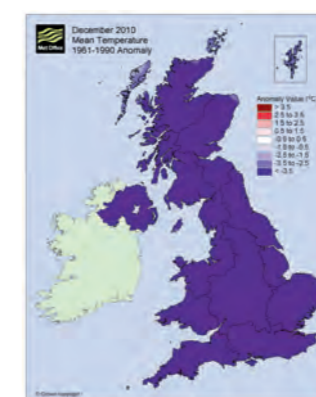 Met Office
December 2010
Mean Temperature
1961-1990 Anomaly
Anomaly Value (°C)
> 3.5
2.5 to 3.5
1.5 to 2.5
0.5 to 1.5
-0.5 to 0.5
-1.5 to -0.5
-2.5 to -1.5
-3.5 to -2.5
< -3.5
© Crown copyright